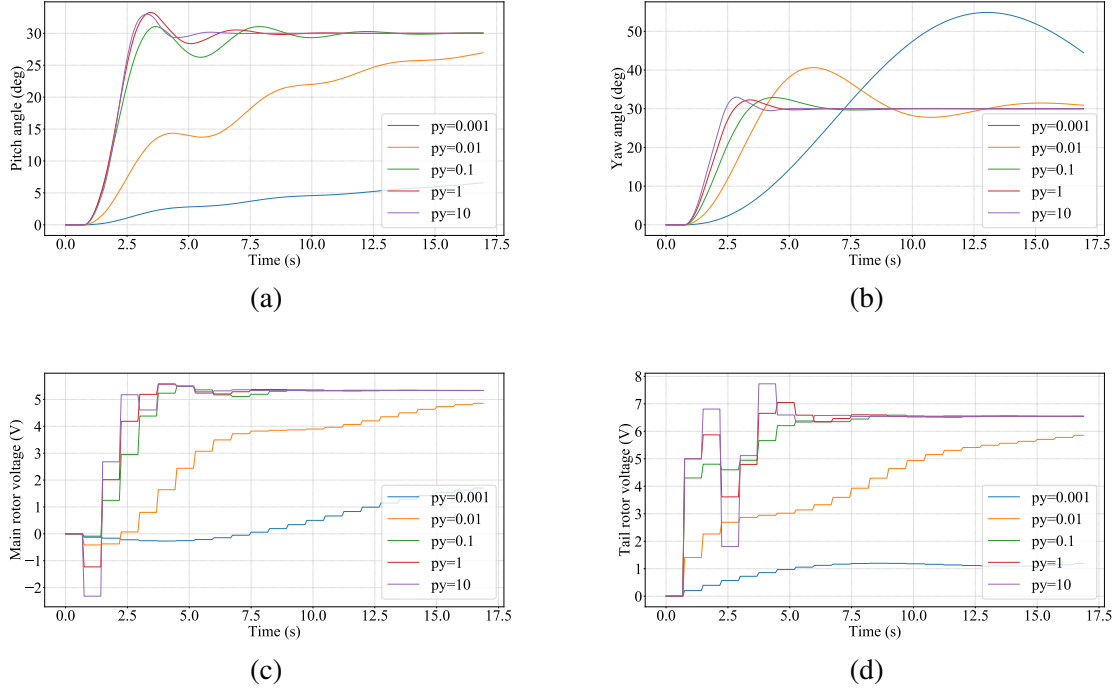 30
25
20
15
10
5
0
Pitch angle (deg)
py=0.001
py=0.01
py=0.1
py=1
py=10
0.0 2.5 5.0 7.5 10.0 12.5 15.0 17.5
Time (s)
(a)
50
40
30
20
10
0
Yaw angle (deg)
py=0.001
py=0.01
py=0.1
py=1
py=10
0.0 2.5 5.0 7.5 10.0 12.5 15.0 17.5
Time (s)
(b)
5
4
3
2
1
0
−1
−2
Main rotor voltage (V)
py=0.001
py=0.01
py=0.1
py=1
py=10
0.0 2.5 5.0 7.5 10.0 12.5 15.0 17.5
Time (s)
(c)
8
7
6
5
4
3
2
1
0
Tail rotor voltage (V)
py=0.001
py=0.01
py=0.1
py=1
py=10
0.0 2.5 5.0 7.5 10.0 12.5 15.0 17.5
Time (s)
(d)